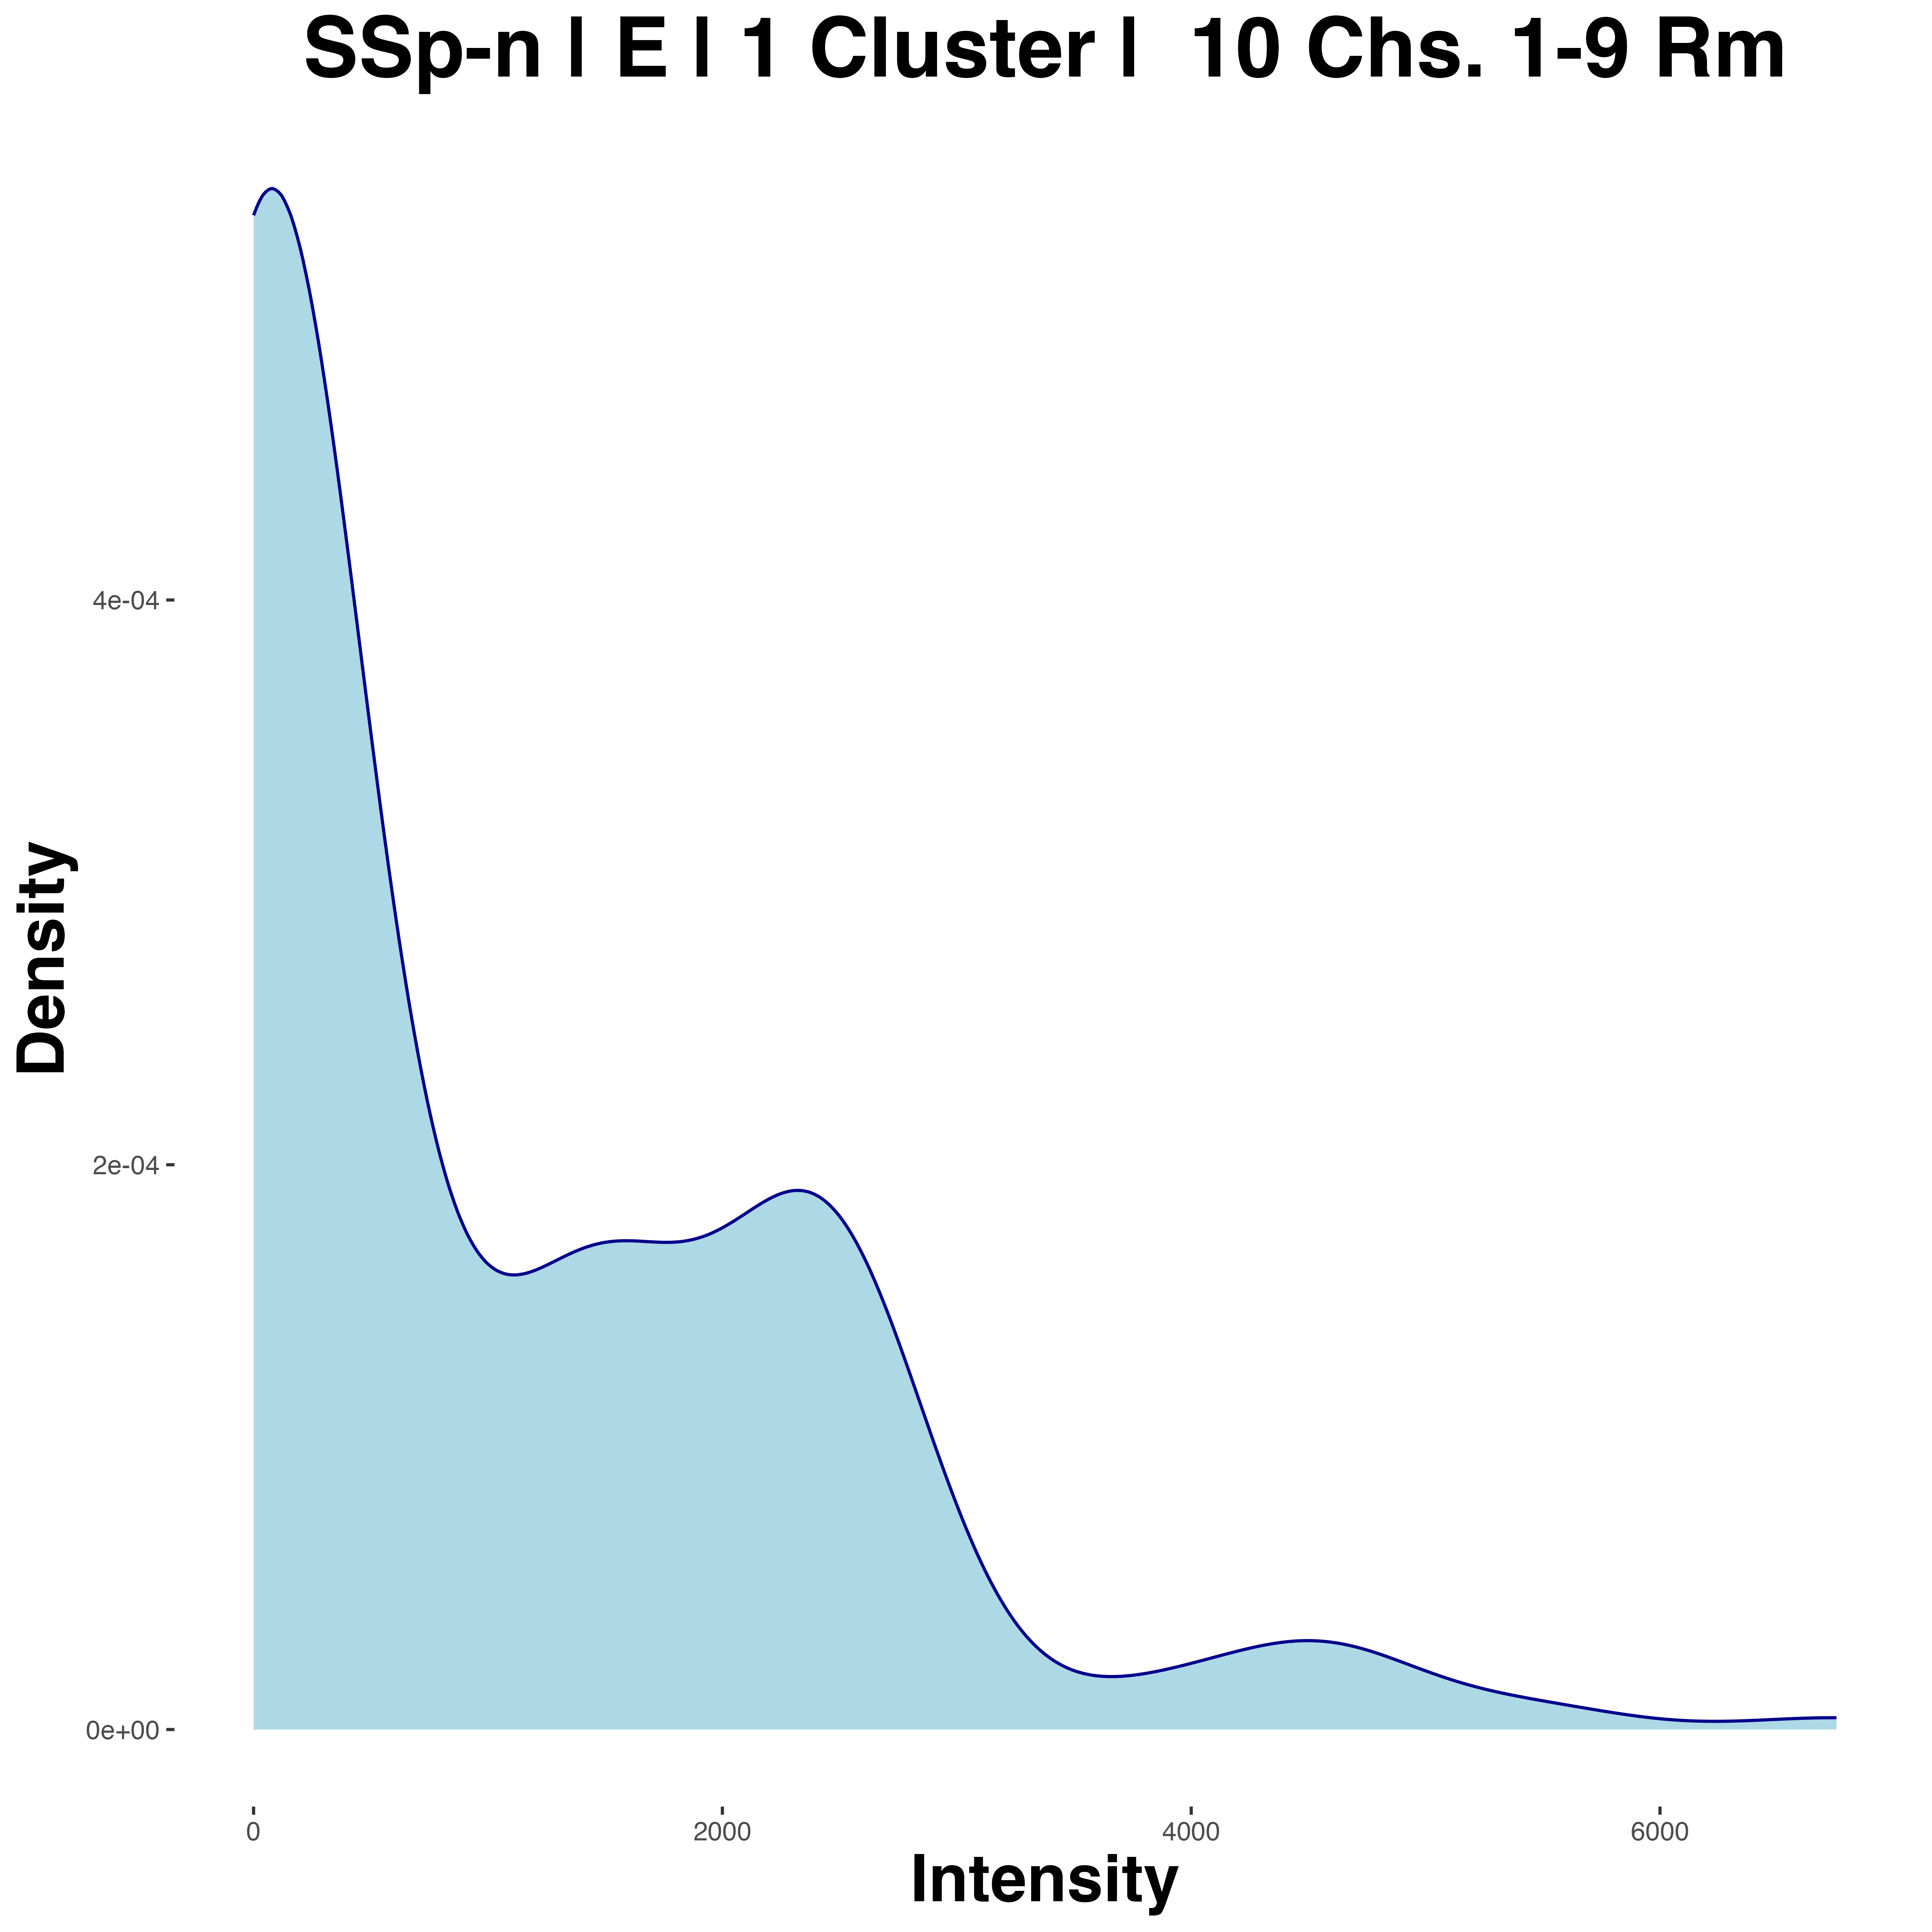 SSp-n | E | 1 Cluster |  10 Chs. 1-9 Rm
Density
4e-04
2e-04
0e+00
0 2000 4000 6000
Intensity